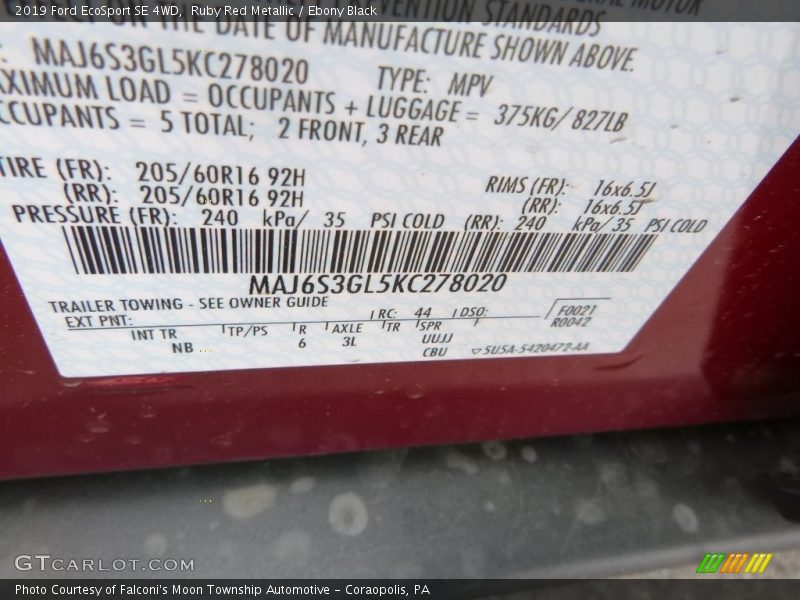 2019 Ford EcoSport SE 4WD, Ruby Red Metallic / Ebony Black
VENTION STANDARDS
THE DATE OF MANUFACTURE SHOWN ABOVE.
MAJ6S3GL5KC278020 TYPE: MPV
XIMUM LOAD = OCCUPANTS + LUGGAGE = 375KG/ 827LB
CCUPANTS = 5 TOTAL; 2 FRONT, 3 REAR
TIRE (FR): 205/60R16 92H RIMS (FR): 16x6.5J
(RR): 205/60R16 92H (RR): 16x6.5J
PRESSURE (FR): 240 kPa/ 35 PSI COLD (RR): 240 kPa/ 35 PSI COLD
MAJ6S3GL5KC278020
TRAILER TOWING - SEE OWNER GUIDE
EXT PNT: RC: 44 DSO: F0021
R0042
INT TR TP/PS R AXLE TR SPR
NB 6 3L UUJJ
CBU 5U5A-5420472-AA
GTCARLOT.COM
Photo Courtesy of Falconi's Moon Township Automotive – Coraopolis, PA